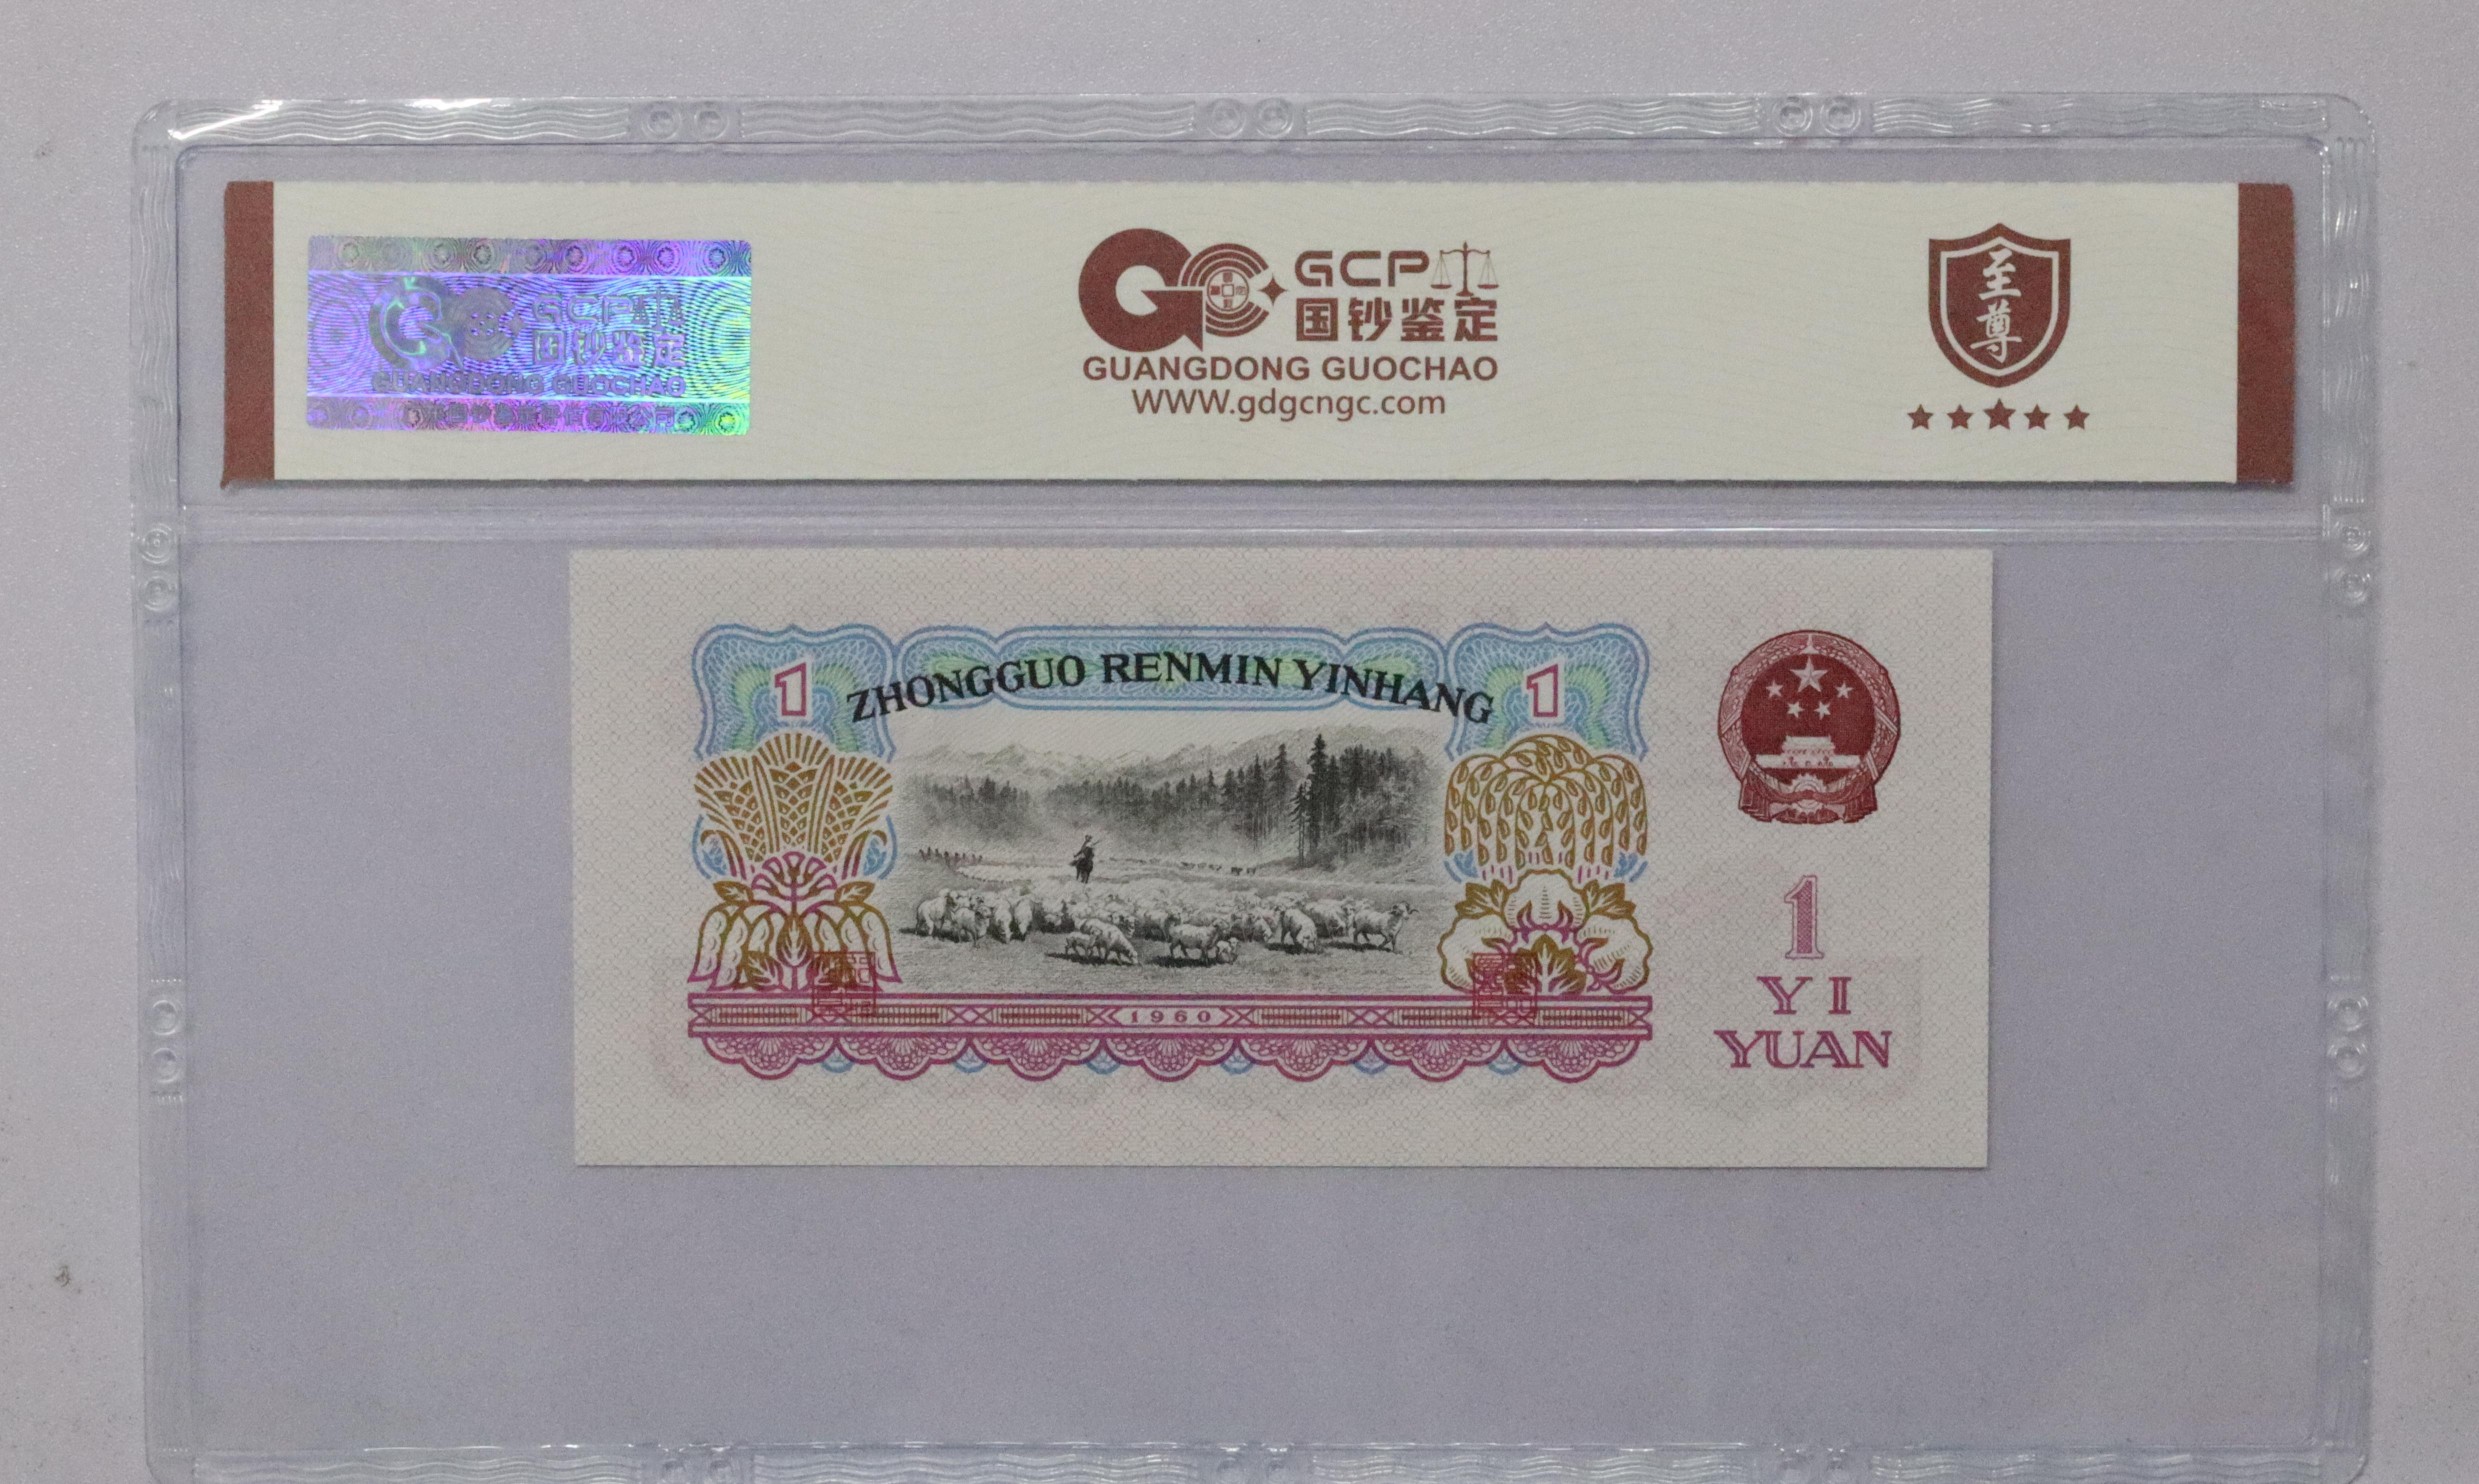 GCP
国钞鉴定
GUANGDONG GUOCHAO
GCP
国钞鉴定
GUANGDONG GUOCHAO
WWW.gdgcngc.com
至尊
1
ZHONGGUO RENMIN YINHANG
1
1960
1
YI
YUAN